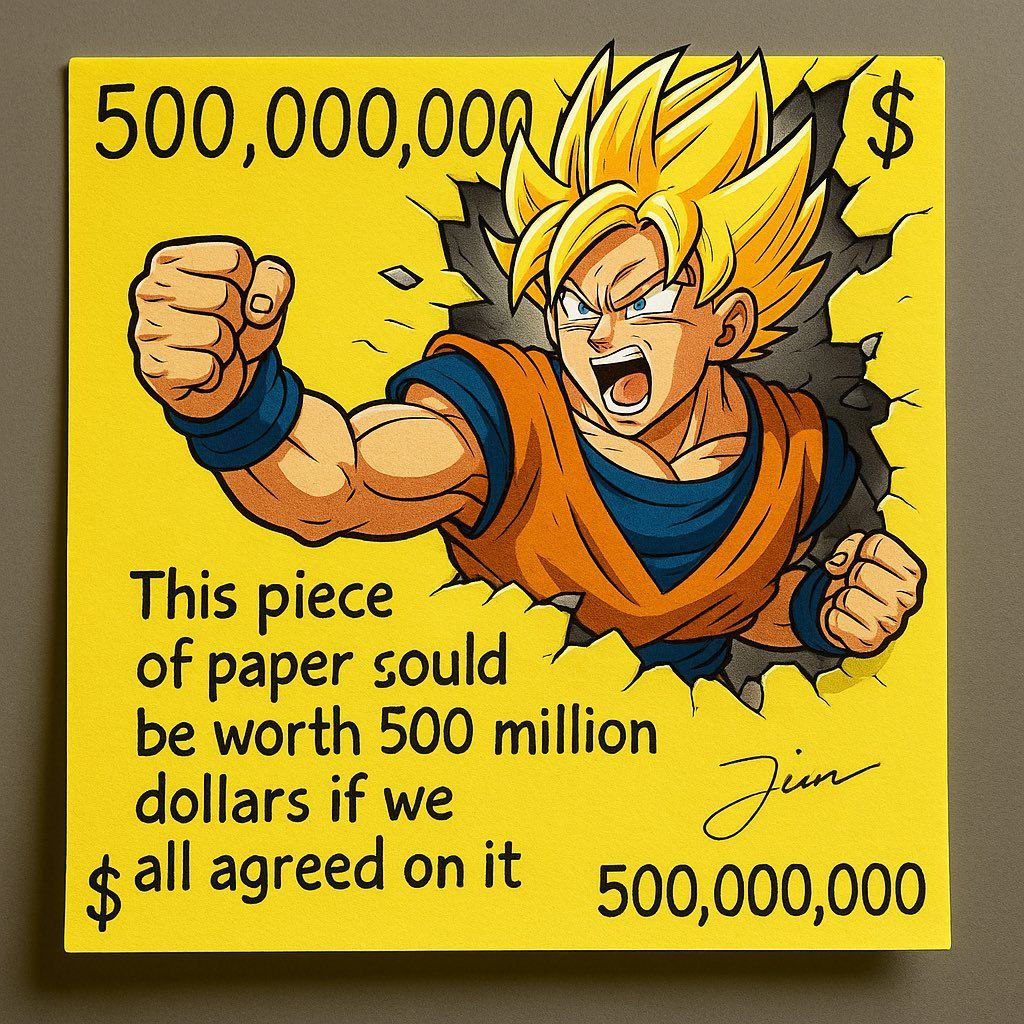 500,000,000 $
This piece
of paper sould
be worth 500 million
dollars if we
all agreed on it
Jim
$ 500,000,000